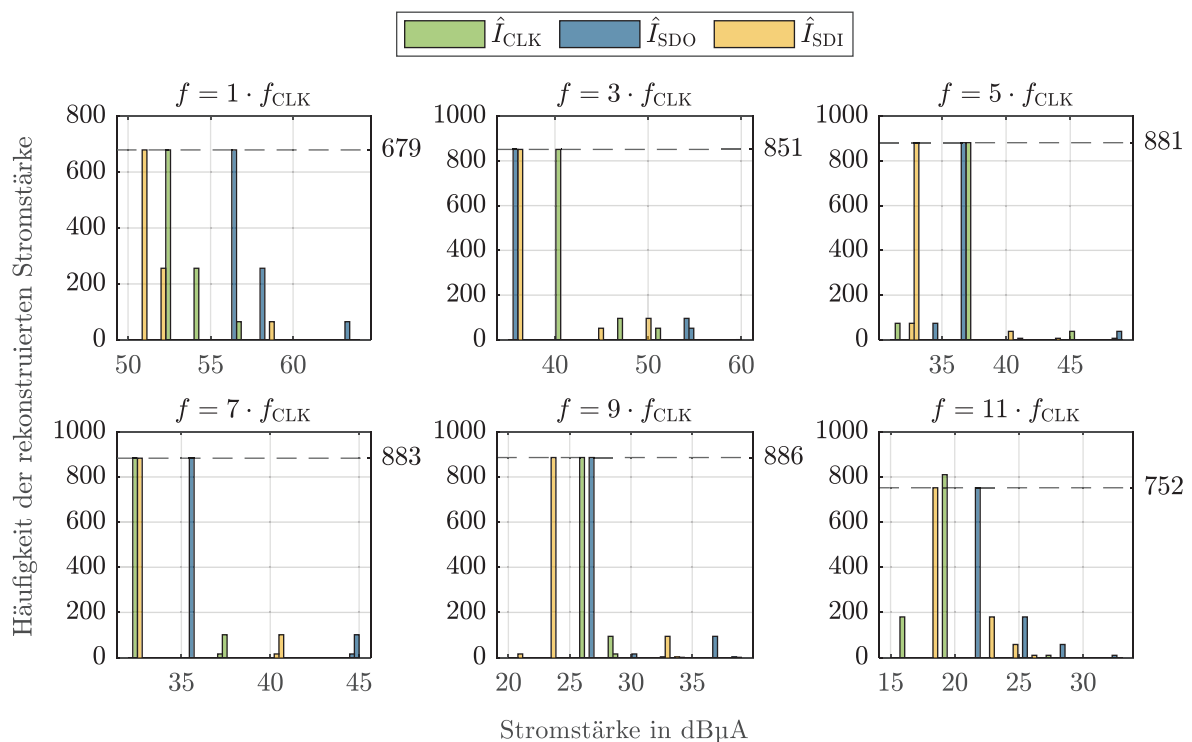 Î_CLK Î_SDO Î_SDI
f = 1 · f_CLK
f = 3 · f_CLK
f = 5 · f_CLK
800
600
400
200
0
679
50 55 60
1000
800
600
400
200
0
851
40 50 60
1000
800
600
400
200
0
881
35 40 45
Häufigkeit der rekonstruierten Stromstärke
f = 7 · f_CLK
f = 9 · f_CLK
f = 11 · f_CLK
1000
800
600
400
200
0
883
35 40 45
1000
800
600
400
200
0
886
20 25 30 35
1000
800
600
400
200
0
752
15 20 25 30
Stromstärke in dBµA